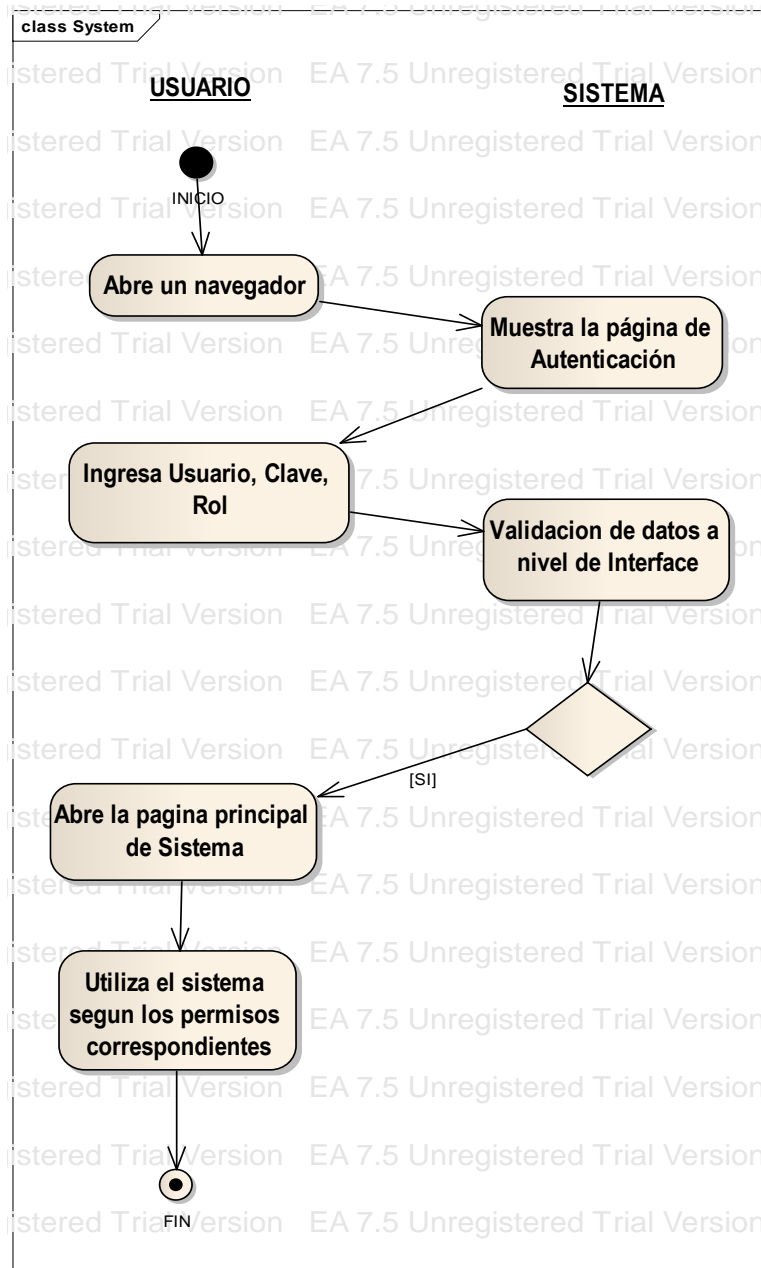 class System
USUARIO
SISTEMA
INICIO
Abre un navegador
Muestra la página de
Autenticación
Ingresa Usuario, Clave,
Rol
Validacion de datos a
nivel de Interface
[SI]
Abre la pagina principal
de Sistema
Utiliza el sistema
segun los permisos
correspondientes
FIN
EA 7.5 Unregistered Trial Version